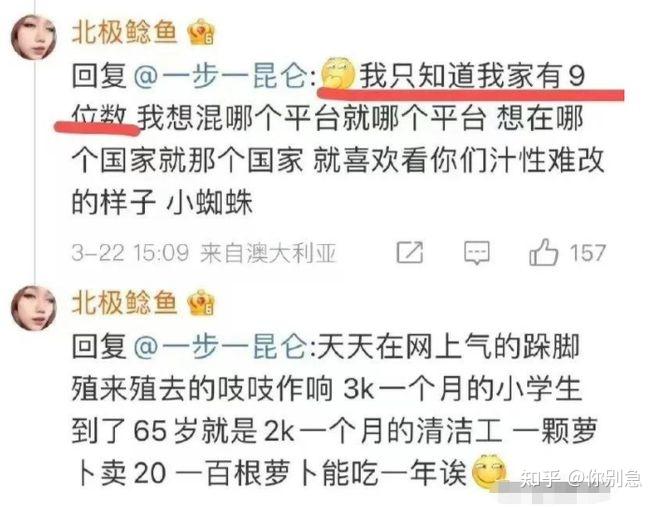 北极鲶鱼
回复@一步一昆仑:我只知道我家有9
位数 我想混哪个平台就哪个平台 想在哪
个国家就那个国家 就喜欢看你们汁性难改
的样子 小蜘蛛
3-22 15:09 来自澳大利亚 157
北极鲶鱼
回复@一步一昆仑:天天在网上气的跺脚
殖来殖去的吱吱作响 3k一个月的小学生
到了65岁就是2k一个月的清洁工 一颗萝
卜卖20 一百根萝卜能吃一年诶
知乎 @你别急